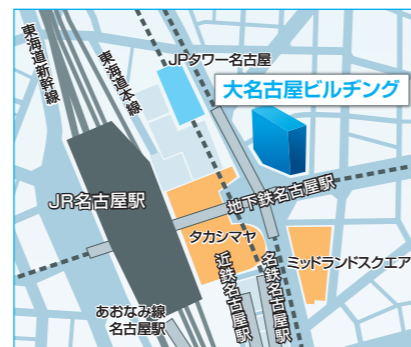 東海道新幹線
東海道本線
JPタワー名古屋
大名古屋ビルヂング
JR名古屋駅
地下鉄名古屋駅
タカシマヤ
ミッドランドスクエア
近鉄名古屋駅
名鉄名古屋駅
あおなみ線
名古屋駅